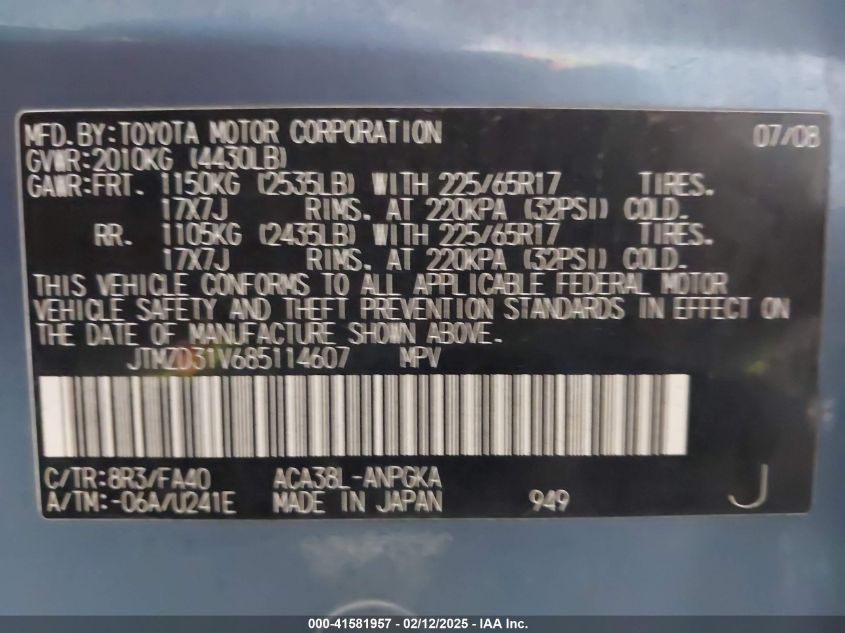 MFD. BY: TOYOTA MOTOR CORPORATION 07/08
GVWR: 2010KG (4430LB)
GAWR: FRT. 1150KG (2535LB) WITH 225/65R17 TIRES.
17X7J RIMS. AT 220KPA (32PSI) COLD.
RR. 1105KG (2435LB) WITH 225/65R17 TIRES.
17X7J RIMS. AT 220KPA (32PSI) COLD.
THIS VEHICLE CONFORMS TO ALL APPLICABLE FEDERAL MOTOR
VEHICLE SAFETY AND THEFT PREVENTION STANDARDS IN EFFECT ON
THE DATE OF MANUFACTURE SHOWN ABOVE.
JTMZD31V685114607 MPV
C/TR: 8R3/FA40 ACA38L-ANPGKA
A/TM: -06A/U241E MADE IN JAPAN 949 J
000-41581957 - 02/12/2025 - IAA Inc.